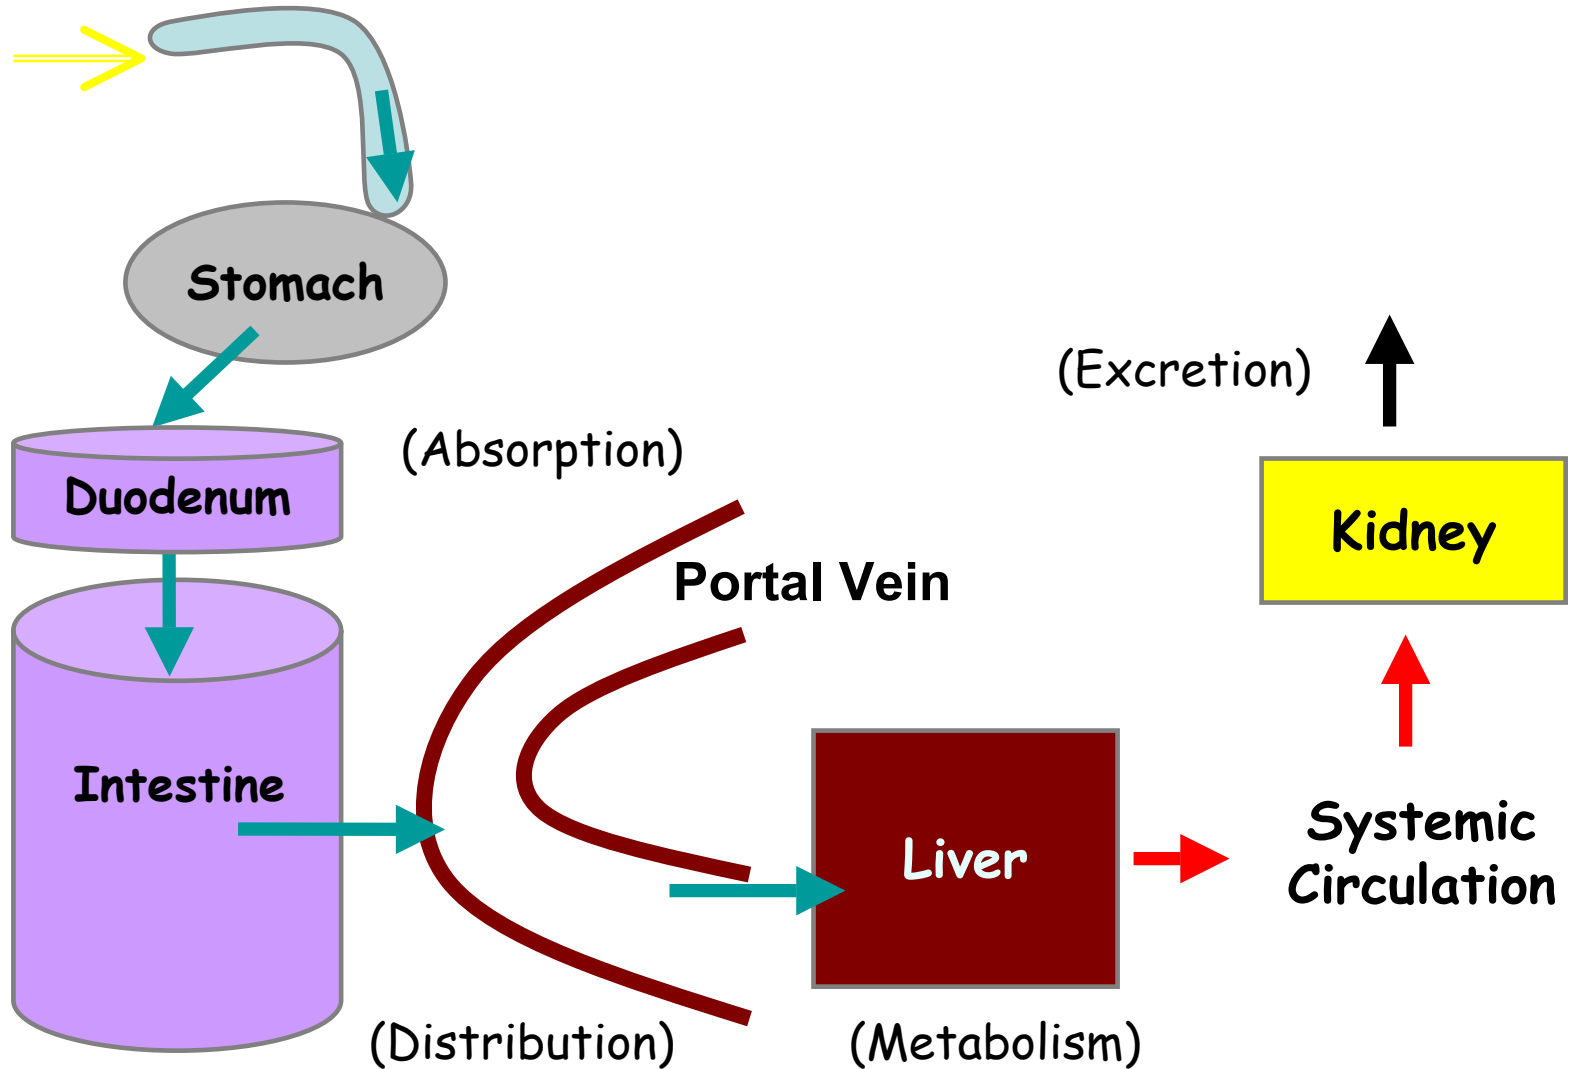 Stomach
(Excretion)
(Absorption)
Duodenum
Kidney
Portal Vein
Intestine
Liver
Systemic
Circulation
(Distribution)
(Metabolism)